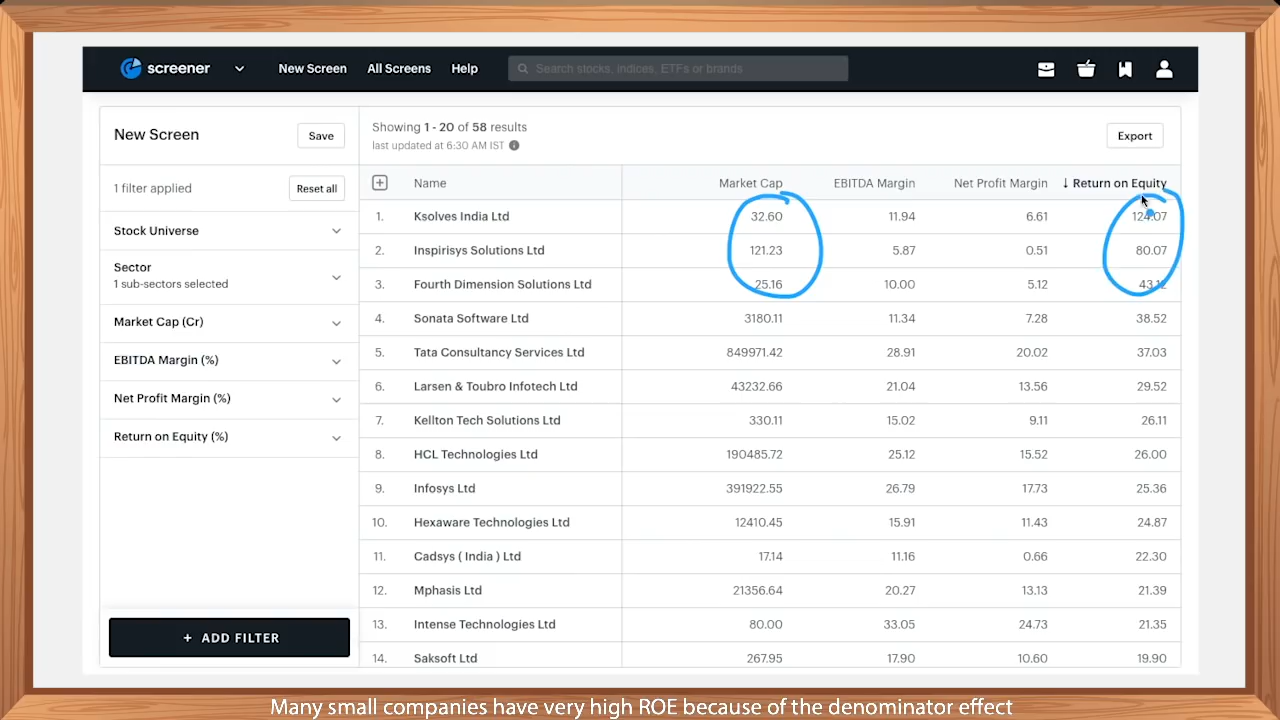 screener New Screen All Screens Help Search stocks, indices, ETFs or brands
New Screen Save
Showing 1 - 20 of 58 results
last updated at 6:30 AM IST
Export
1 filter applied Reset all
Stock Universe
Sector
1 sub-sectors selected
Market Cap (Cr)
EBITDA Margin (%)
Net Profit Margin (%)
Return on Equity (%)
+ ADD FILTER
Name Market Cap EBITDA Margin Net Profit Margin ↓ Return on Equity
1. Ksolves India Ltd 32.60 11.94 6.61 124.07
2. Inspirisys Solutions Ltd 121.23 5.87 0.51 80.07
3. Fourth Dimension Solutions Ltd 25.16 10.00 5.12 43.12
4. Sonata Software Ltd 3180.11 11.34 7.28 38.52
5. Tata Consultancy Services Ltd 849971.42 28.91 20.02 37.03
6. Larsen & Toubro Infotech Ltd 43232.66 21.04 13.56 29.52
7. Kellton Tech Solutions Ltd 330.11 15.02 9.11 26.11
8. HCL Technologies Ltd 190485.72 25.12 15.52 26.00
9. Infosys Ltd 391922.55 26.79 17.73 25.36
10. Hexaware Technologies Ltd 12410.45 15.91 11.43 24.87
11. Cadsys ( India ) Ltd 17.14 11.16 0.66 22.30
12. Mphasis Ltd 21356.64 20.27 13.13 21.39
13. Intense Technologies Ltd 80.00 33.05 24.73 21.35
14. Saksoft Ltd 267.95 17.90 10.60 19.90
Many small companies have very high ROE because of the denominator effect